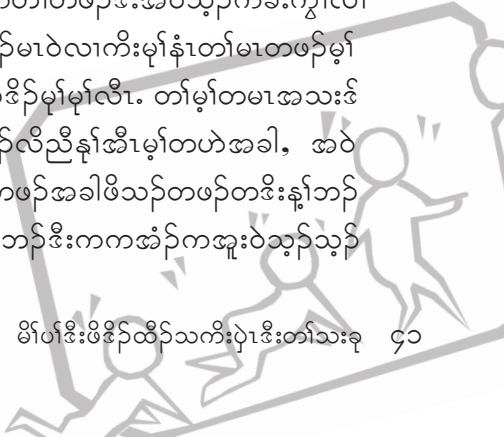 ၣ်မၤဝဲလၢကိးမုၢ်နံၤတၢ်မၤတဖၣ်မ့ၢ်
ဒိၣ်မုၢ်မုၢ်လီၤ. တၢ်မ့ၢ်တမၤအသးဒ်
ၣ်လိညီနုၢ်အီၤမ့ၢ်တဟဲအခါ, အဝဲ
တဖၣ်အခါဖိသၣ်တဖၣ်တဒိးန့ၢ်ဘၣ်
ဘၣ်ဒီးကကအံၣ်ကအူးဝဲသ့ၣ်သ့ၣ်
မိၢ်ပၢ်ဒီးဖိဒိၣ်ထီၣ်သကိးပှဲၤဒီးတၢ်သးခု ၄၁